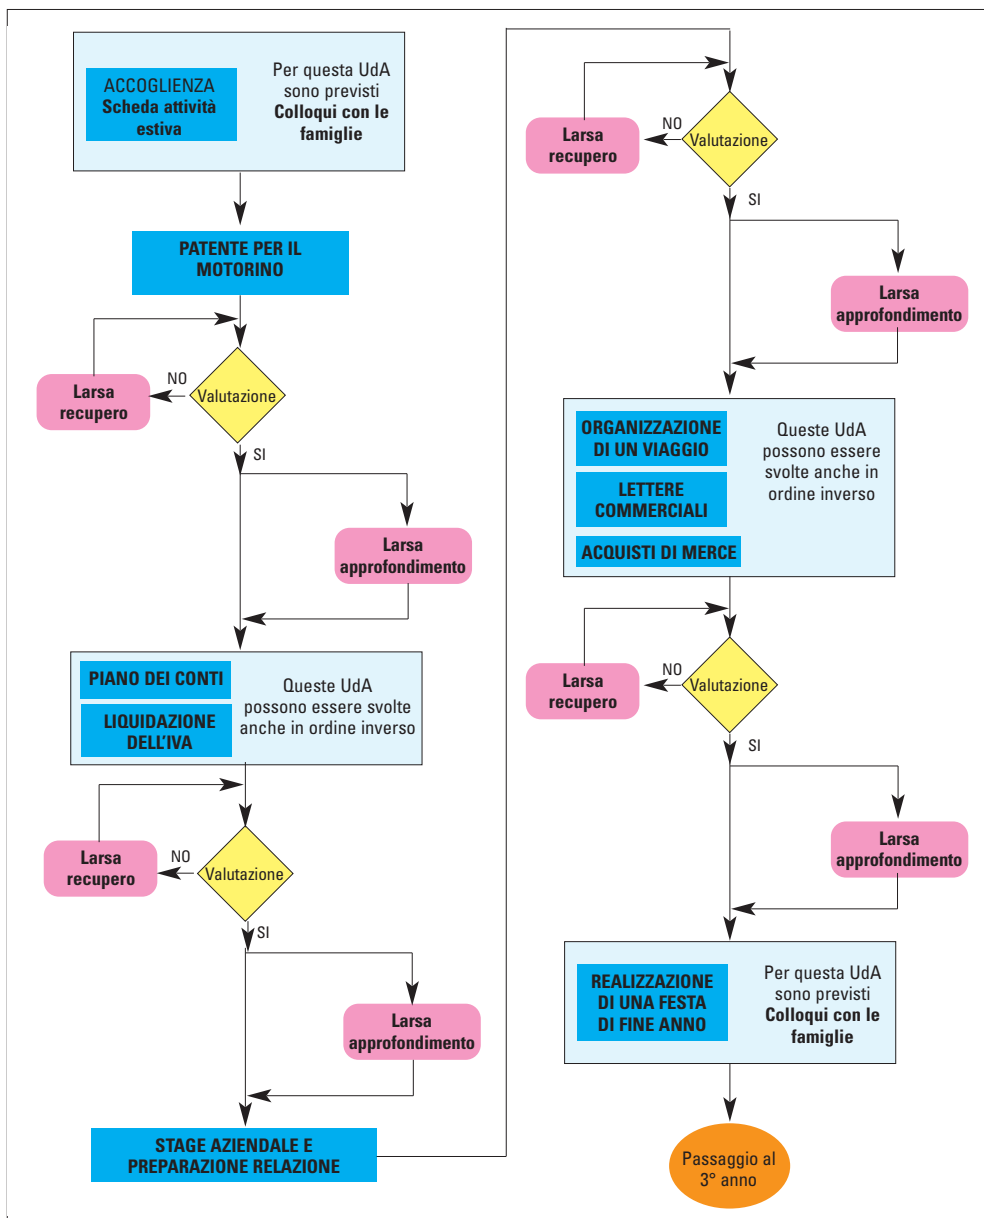 ACCOGLIENZA
Scheda attività
estiva
Per questa UdA
sono previsti
Colloqui con le
famiglie
PATENTE PER IL
MOTORINO
Larsa
recupero
NO
Valutazione
SI
Larsa
approfondimento
PIANO DEI CONTI
LIQUIDAZIONE
DELL'IVA
Queste UdA
possono essere svolte
anche in ordine inverso
Larsa
recupero
NO
Valutazione
SI
Larsa
approfondimento
STAGE AZIENDALE E
PREPARAZIONE RELAZIONE
Larsa
recupero
NO
Valutazione
SI
Larsa
approfondimento
ORGANIZZAZIONE
DI UN VIAGGIO
LETTERE
COMMERCIALI
ACQUISTI DI MERCE
Queste UdA
possono essere
svolte anche in
ordine inverso
Larsa
recupero
NO
Valutazione
SI
Larsa
approfondimento
REALIZZAZIONE
DI UNA FESTA
DI FINE ANNO
Per questa UdA
sono previsti
Colloqui con le
famiglie
Passaggio al
3° anno